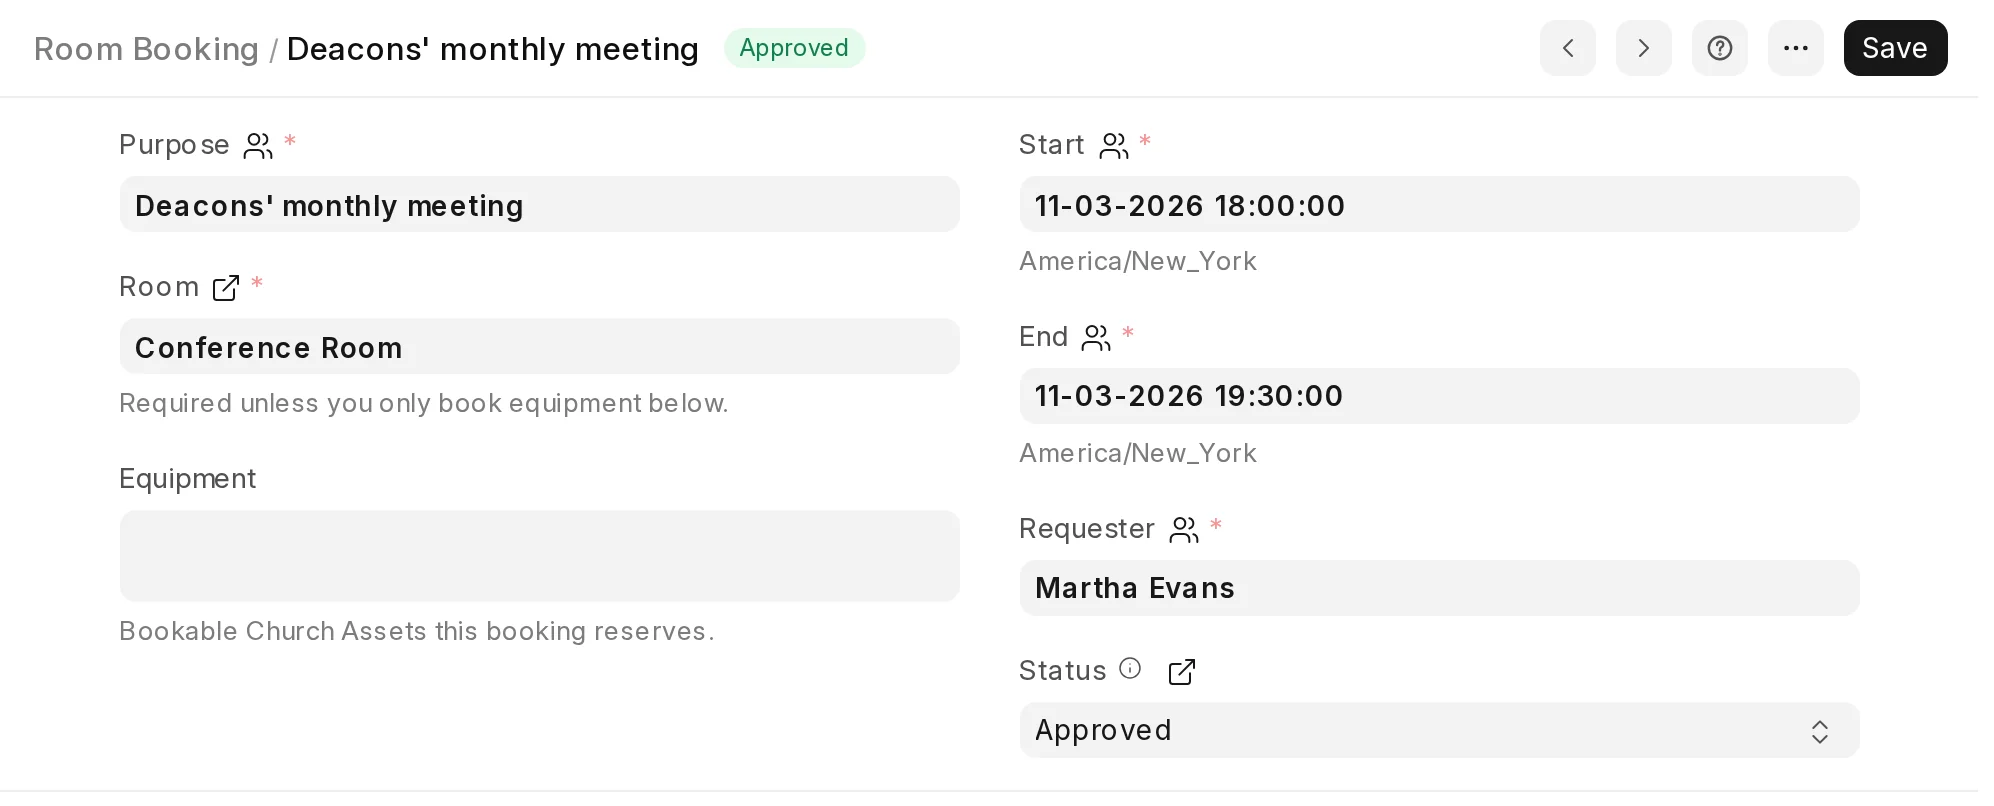 Room Booking / Deacons' monthly meeting Approved Save
Purpose *
Deacons' monthly meeting
Room *
Conference Room
Required unless you only book equipment below.
Equipment
Bookable Church Assets this booking reserves.
Start *
11-03-2026 18:00:00
America/New_York
End *
11-03-2026 19:30:00
America/New_York
Requester *
Martha Evans
Status
Approved